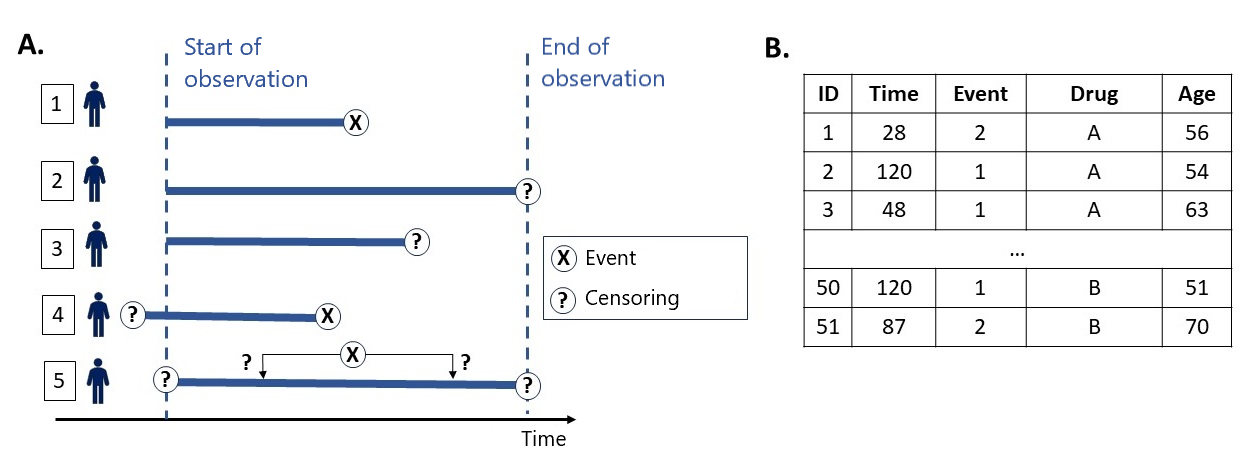 A.
Start of
observation
End of
observation
1
X
2
?
3
?
4
?
X
5
?
?
X
?
?
X Event
? Censoring
Time
B.
ID Time Event Drug Age
1 28 2 A 56
2 120 1 A 54
3 48 1 A 63
...
50 120 1 B 51
51 87 2 B 70